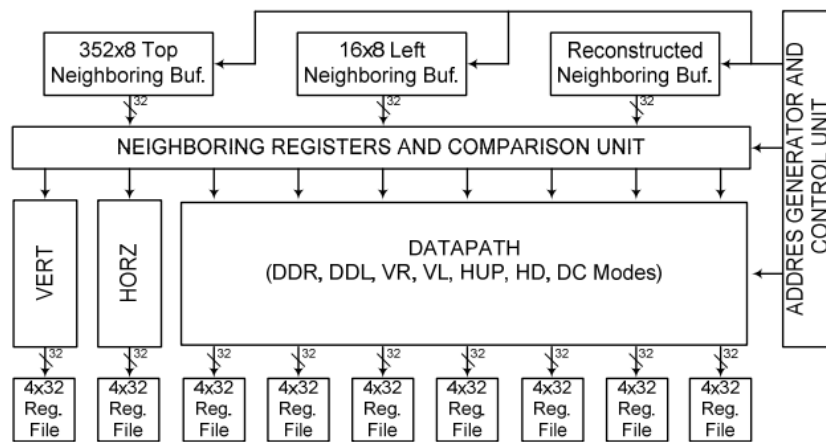 352x8 Top
Neighboring Buf.
16x8 Left
Neighboring Buf.
Reconstructed
Neighboring Buf.
32
32
32
NEIGHBORING REGISTERS AND COMPARISON UNIT
VERT
HORZ
DATAPATH
(DDR, DDL, VR, VL, HUP, HD, DC Modes)
ADDRES GENERATOR AND
CONTROL UNIT
32
32
32
32
32
32
32
32
32
4x32
Reg.
File
4x32
Reg.
File
4x32
Reg.
File
4x32
Reg.
File
4x32
Reg.
File
4x32
Reg.
File
4x32
Reg.
File
4x32
Reg.
File
4x32
Reg.
File